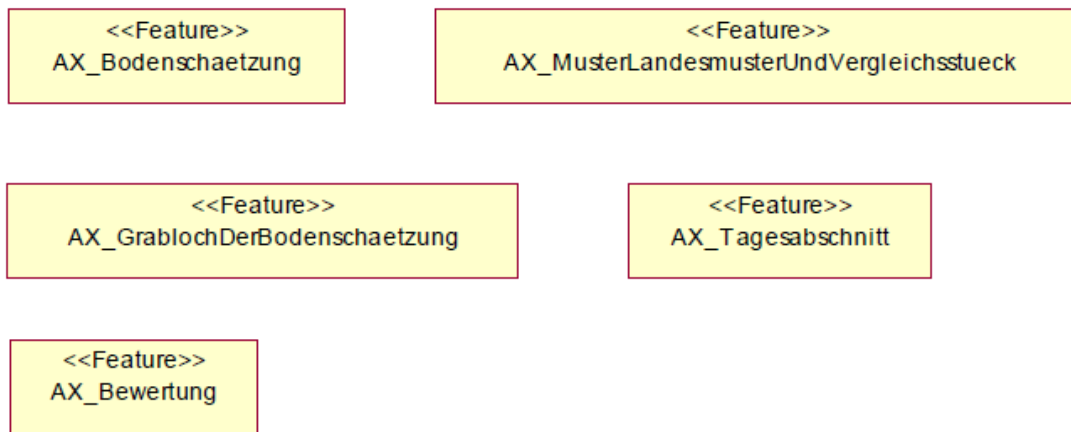 <<Feature>>
AX_Bodenschaetzung
<<Feature>>
AX_MusterLandesmusterUndVergleichsstueck
<<Feature>>
AX_GrablochDerBodenschaetzung
<<Feature>>
AX_Tagesabschnitt
<<Feature>>
AX_Bewertung